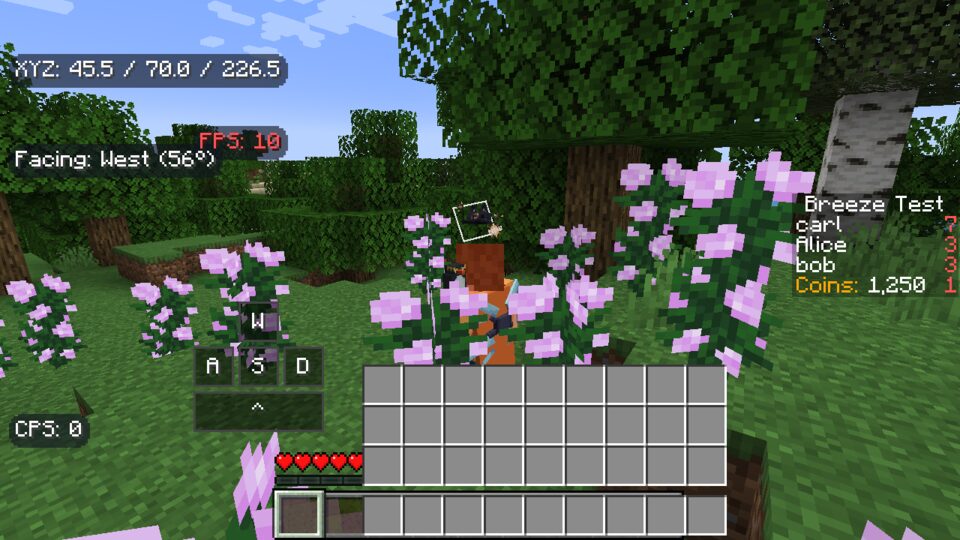 XYZ: 45.5 / 70.0 / 226.5
FPS: 10
Facing: West (56°)
Breeze Test
carl 7
Alice 3
bob 3
Coins: 1,250 1
W
A S D
^
CPS: 0